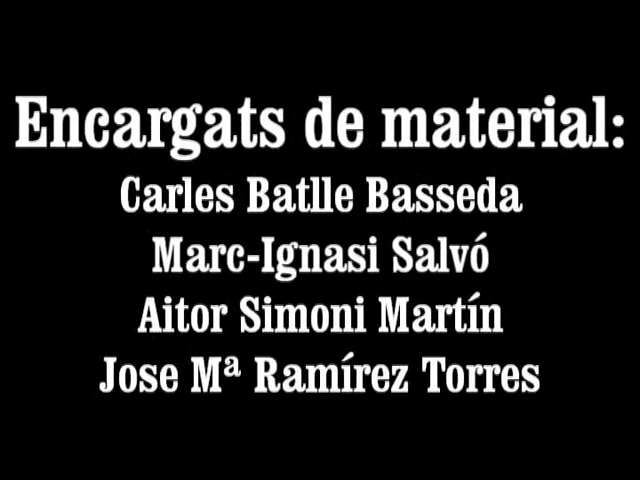 Encargats de material:
Carles Batlle Basseda
Marc-Ignasi Salvó
Aitor Simoni Martín
Jose Mª Ramírez Torres